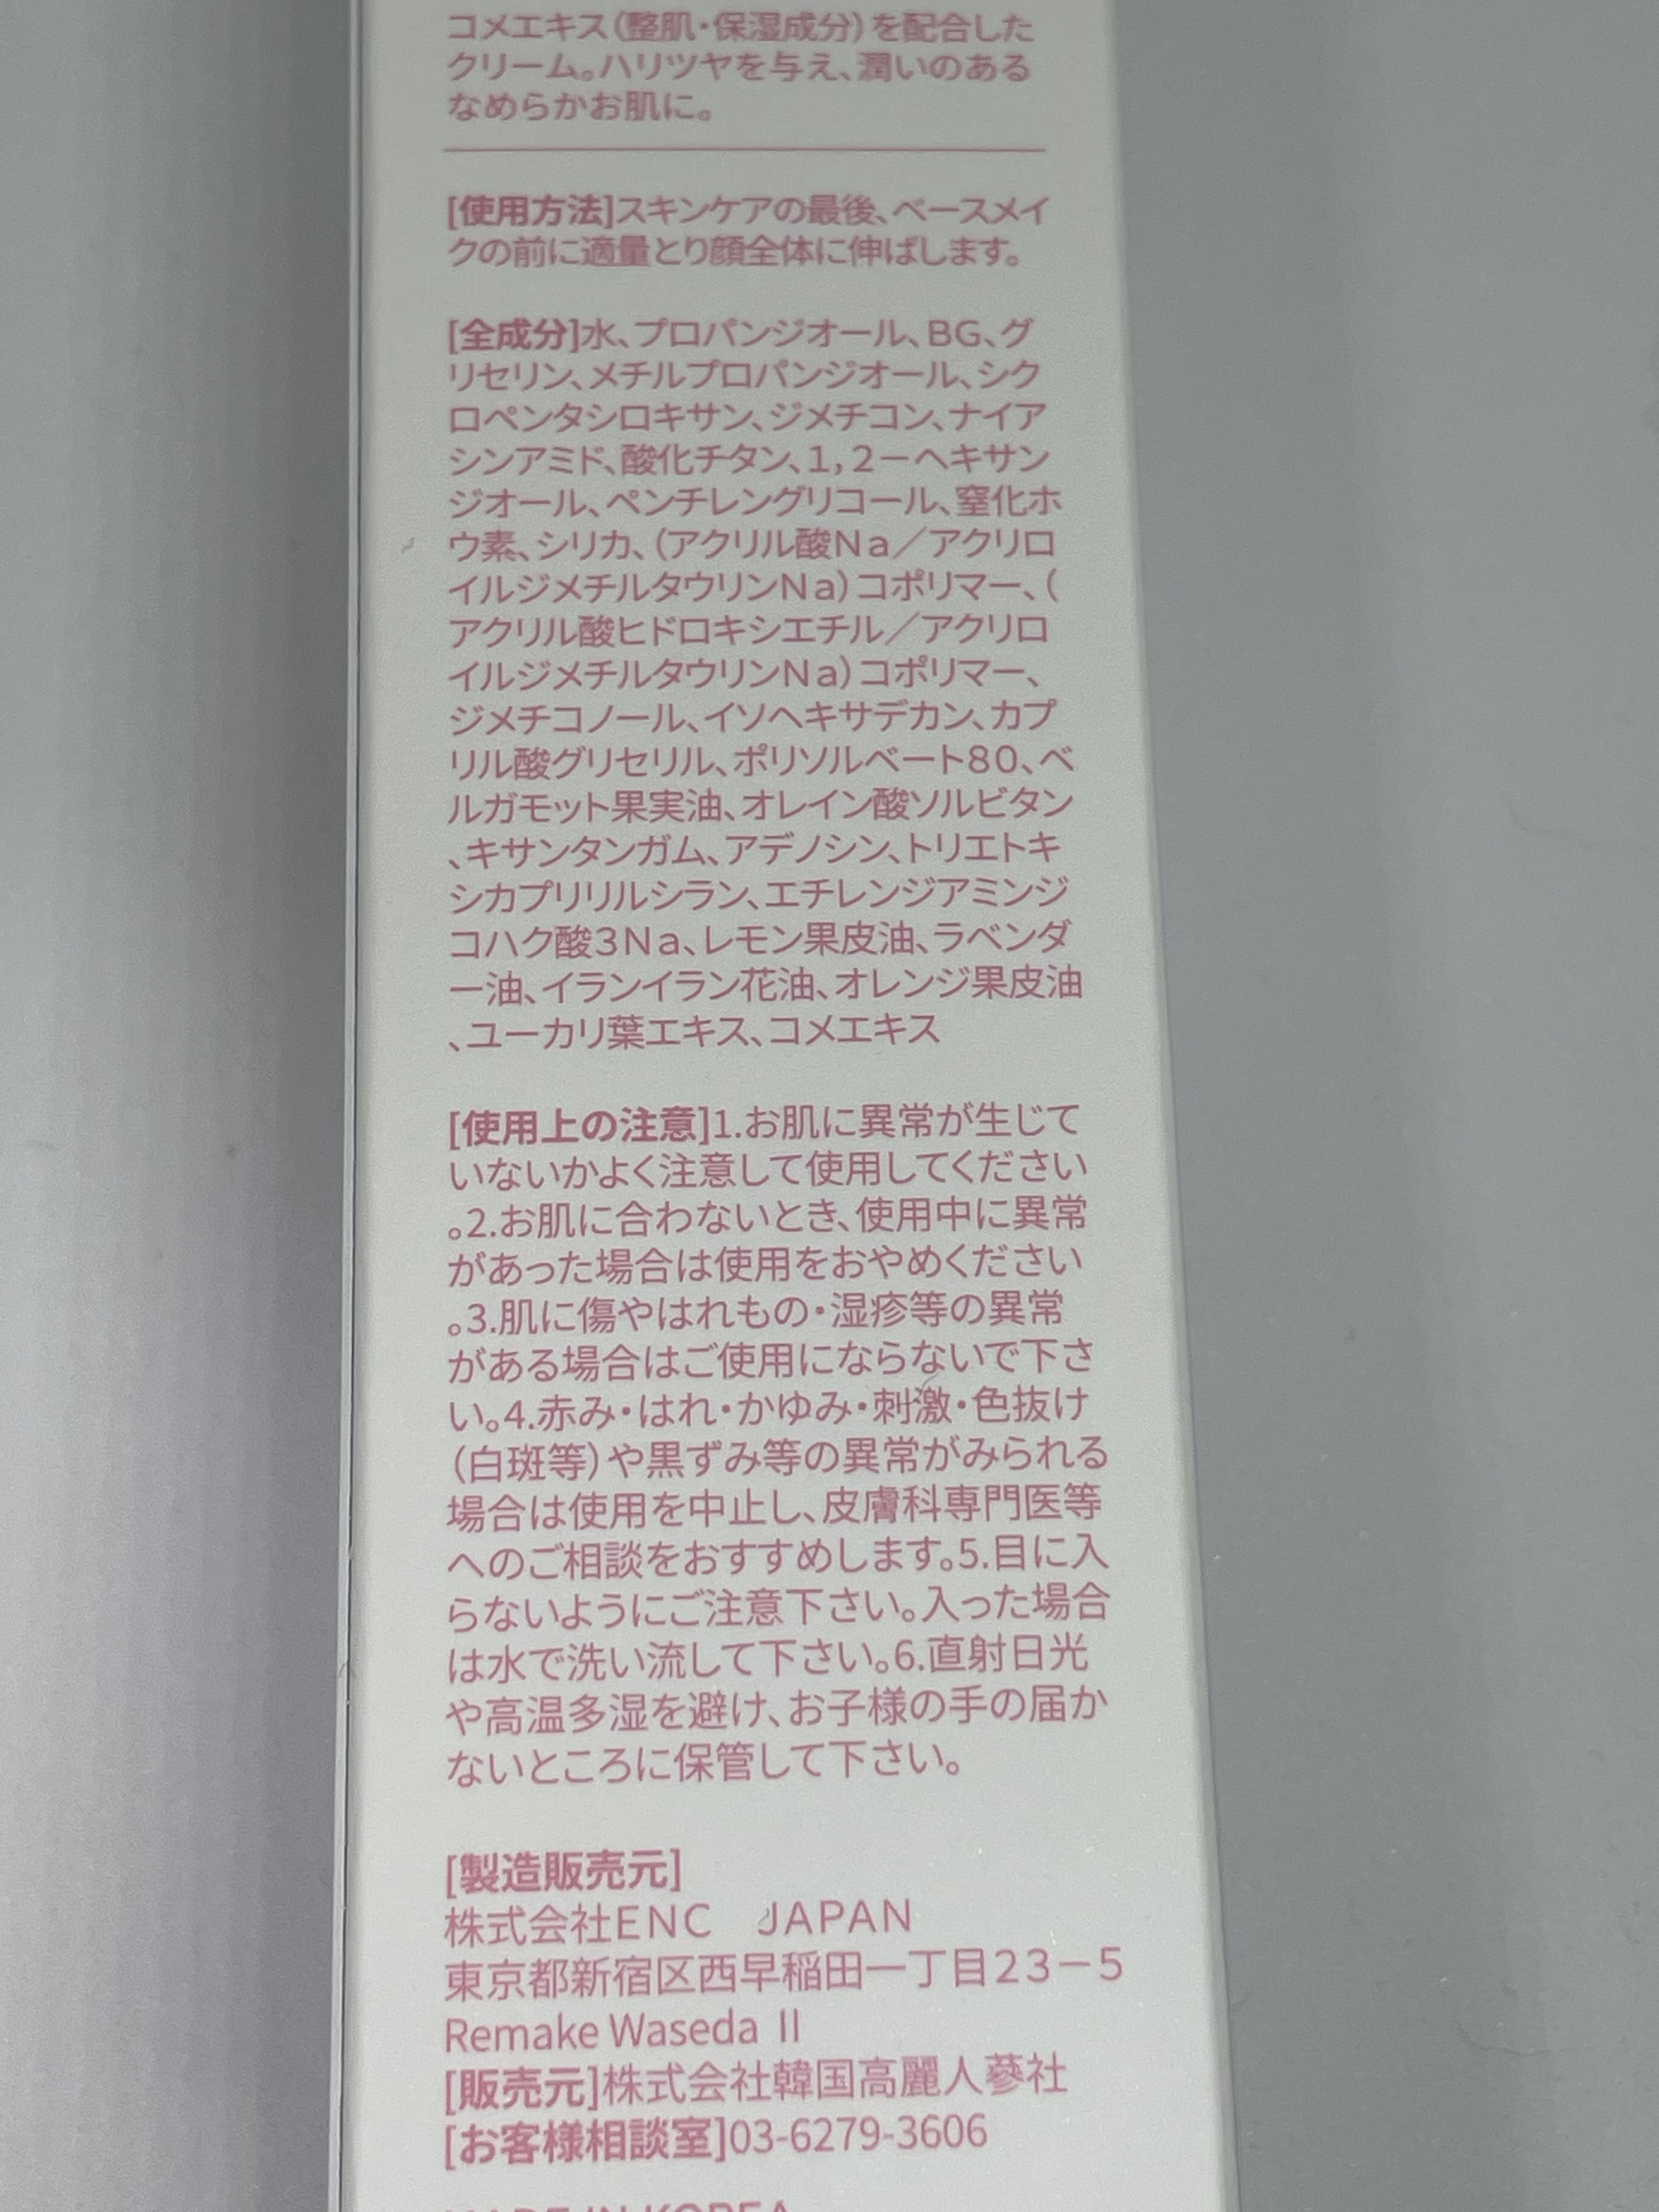 コメエキス(整肌・保湿成分)を配合した
クリーム。ハリツヤを与え、潤いのある
なめらかお肌に。
[使用方法]スキンケアの最後、ベースメイ
クの前に適量とり顔全体に伸ばします。
[全成分]水、プロパンジオール、BG、グ
リセリン、メチルプロパンジオール、シク
ロペンタシロキサン、ジメチコン、ナイア
シンアミド、酸化チタン、1,2－ヘキサン
ジオール、ペンチレングリコール、窒化ホ
ウ素、シリカ、(アクリル酸Na／アクリロ
イルジメチルタウリンNa)コポリマー、(
アクリル酸ヒドロキシエチル／アクリロ
イルジメチルタウリンNa)コポリマー、
ジメチコノール、イソヘキサデカン、カプ
リル酸グリセリル、ポリソルベート80、ベ
ルガモット果実油、オレイン酸ソルビタン
、キサンタンガム、アデノシン、トリエトキ
シカプリリルシラン、エチレンジアミンジ
コハク酸3Na、レモン果皮油、ラベンダ
ー油、イランイラン花油、オレンジ果皮油
、ユーカリ葉エキス、コメエキス
[使用上の注意]1.お肌に異常が生じて
いないかよく注意して使用してください
。2.お肌に合わないとき、使用中に異常
があった場合は使用をおやめください
。3.肌に傷やはれもの・湿疹等の異常
がある場合はご使用にならないで下さ
い。4.赤み・はれ・かゆみ・刺激・色抜け
(白斑等)や黒ずみ等の異常がみられる
場合は使用を中止し、皮膚科専門医等
へのご相談をおすすめします。5.目に入
らないようにご注意下さい。入った場合
は水で洗い流して下さい。6.直射日光
や高温多湿を避け、お子様の手の届か
ないところに保管して下さい。
[製造販売元]
株式会社ENC　JAPAN
東京都新宿区西早稲田一丁目23－5
Remake Waseda II
[販売元]株式会社韓国高麗人蔘社
[お客様相談室]03-6279-3606
MADE IN KOREA